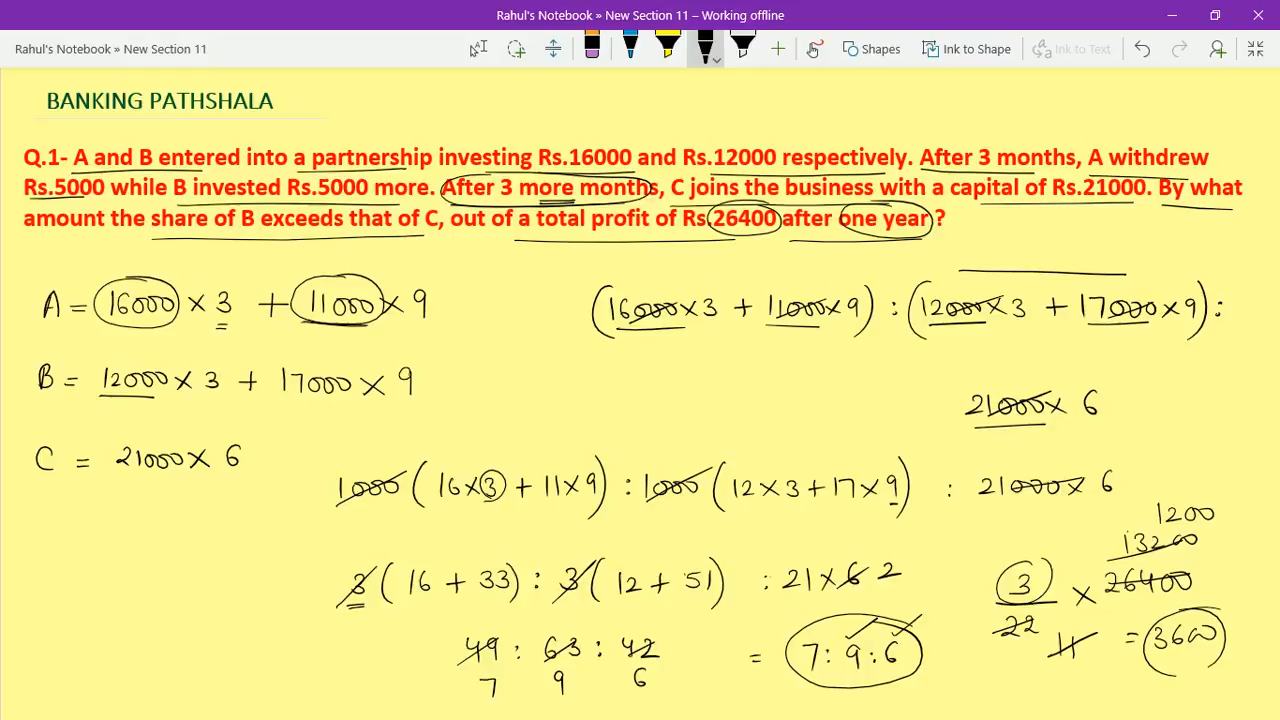 Rahul's Notebook » New Section 11 – Working offline
Rahul's Notebook » New Section 11
Shapes
Ink to Shape
Ink to Text
BANKING PATHSHALA
Q.1- A and B entered into a partnership investing Rs.16000 and Rs.12000 respectively. After 3 months, A withdrew
Rs.5000 while B invested Rs.5000 more. After 3 more months, C joins the business with a capital of Rs.21000. By what
amount the share of B exceeds that of C, out of a total profit of Rs.26400 after one year ?
A = 16000 × 3 + 11000 × 9
(16000 × 3 + 11000 × 9) : (12000 × 3 + 17000 × 9) :
B = 12000 × 3 + 17000 × 9
21000 × 6
C = 21000 × 6
1000 (16 × 3 + 11 × 9) : 1000 (12 × 3 + 17 × 9) : 21000 × 6
1200
13200
3 (16 + 33) : 3 (12 + 51) : 21 × 6 2
3 × 26400
22
11
= 3600
49 : 63 : 42 = 7 : 9 : 6
7 9 6